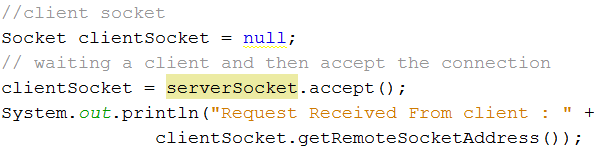 //client socket
Socket clientSocket = null;
// waiting a client and then accept the connection
clientSocket = serverSocket.accept();
System.out.println("Request Received From client : " +
clientSocket.getRemoteSocketAddress());